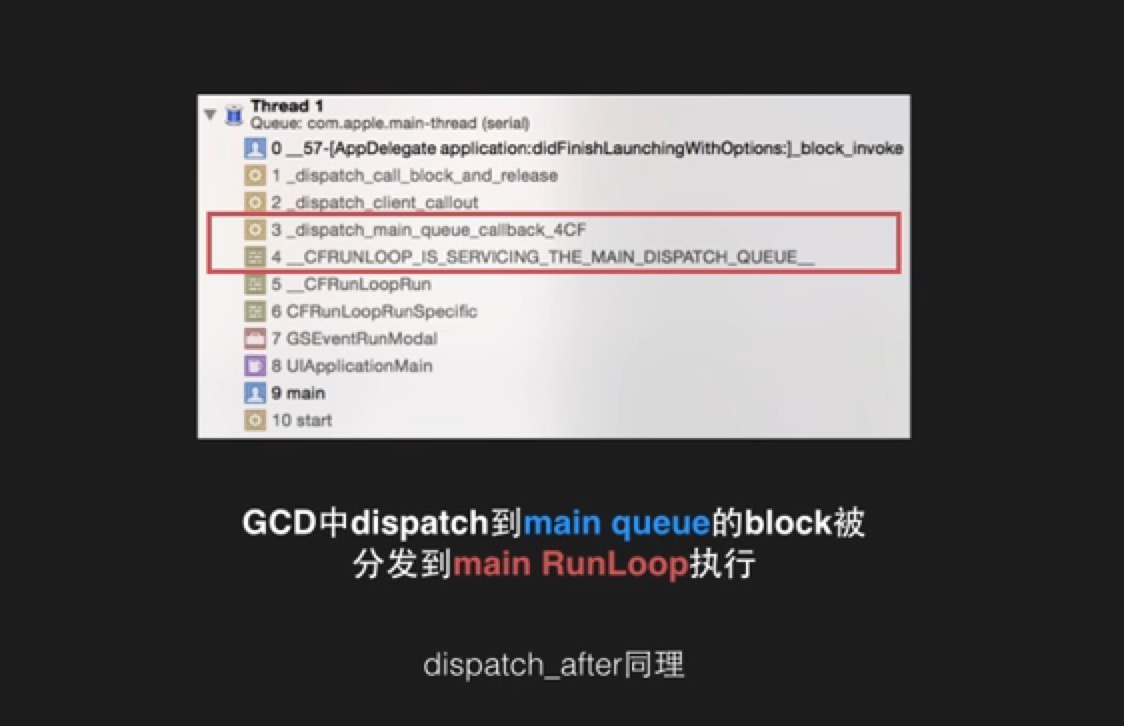 Thread 1
Queue: com.apple.main-thread (serial)
0 __57-[AppDelegate application:didFinishLaunchingWithOptions:]_block_invoke
1 _dispatch_call_block_and_release
2 _dispatch_client_callout
3 _dispatch_main_queue_callback_4CF
4 __CFRUNLOOP_IS_SERVICING_THE_MAIN_DISPATCH_QUEUE__
5 __CFRunLoopRun
6 CFRunLoopRunSpecific
7 GSEventRunModal
8 UIApplicationMain
9 main
10 start
GCD中dispatch到main queue的block被
分发到main RunLoop执行
dispatch_after同理